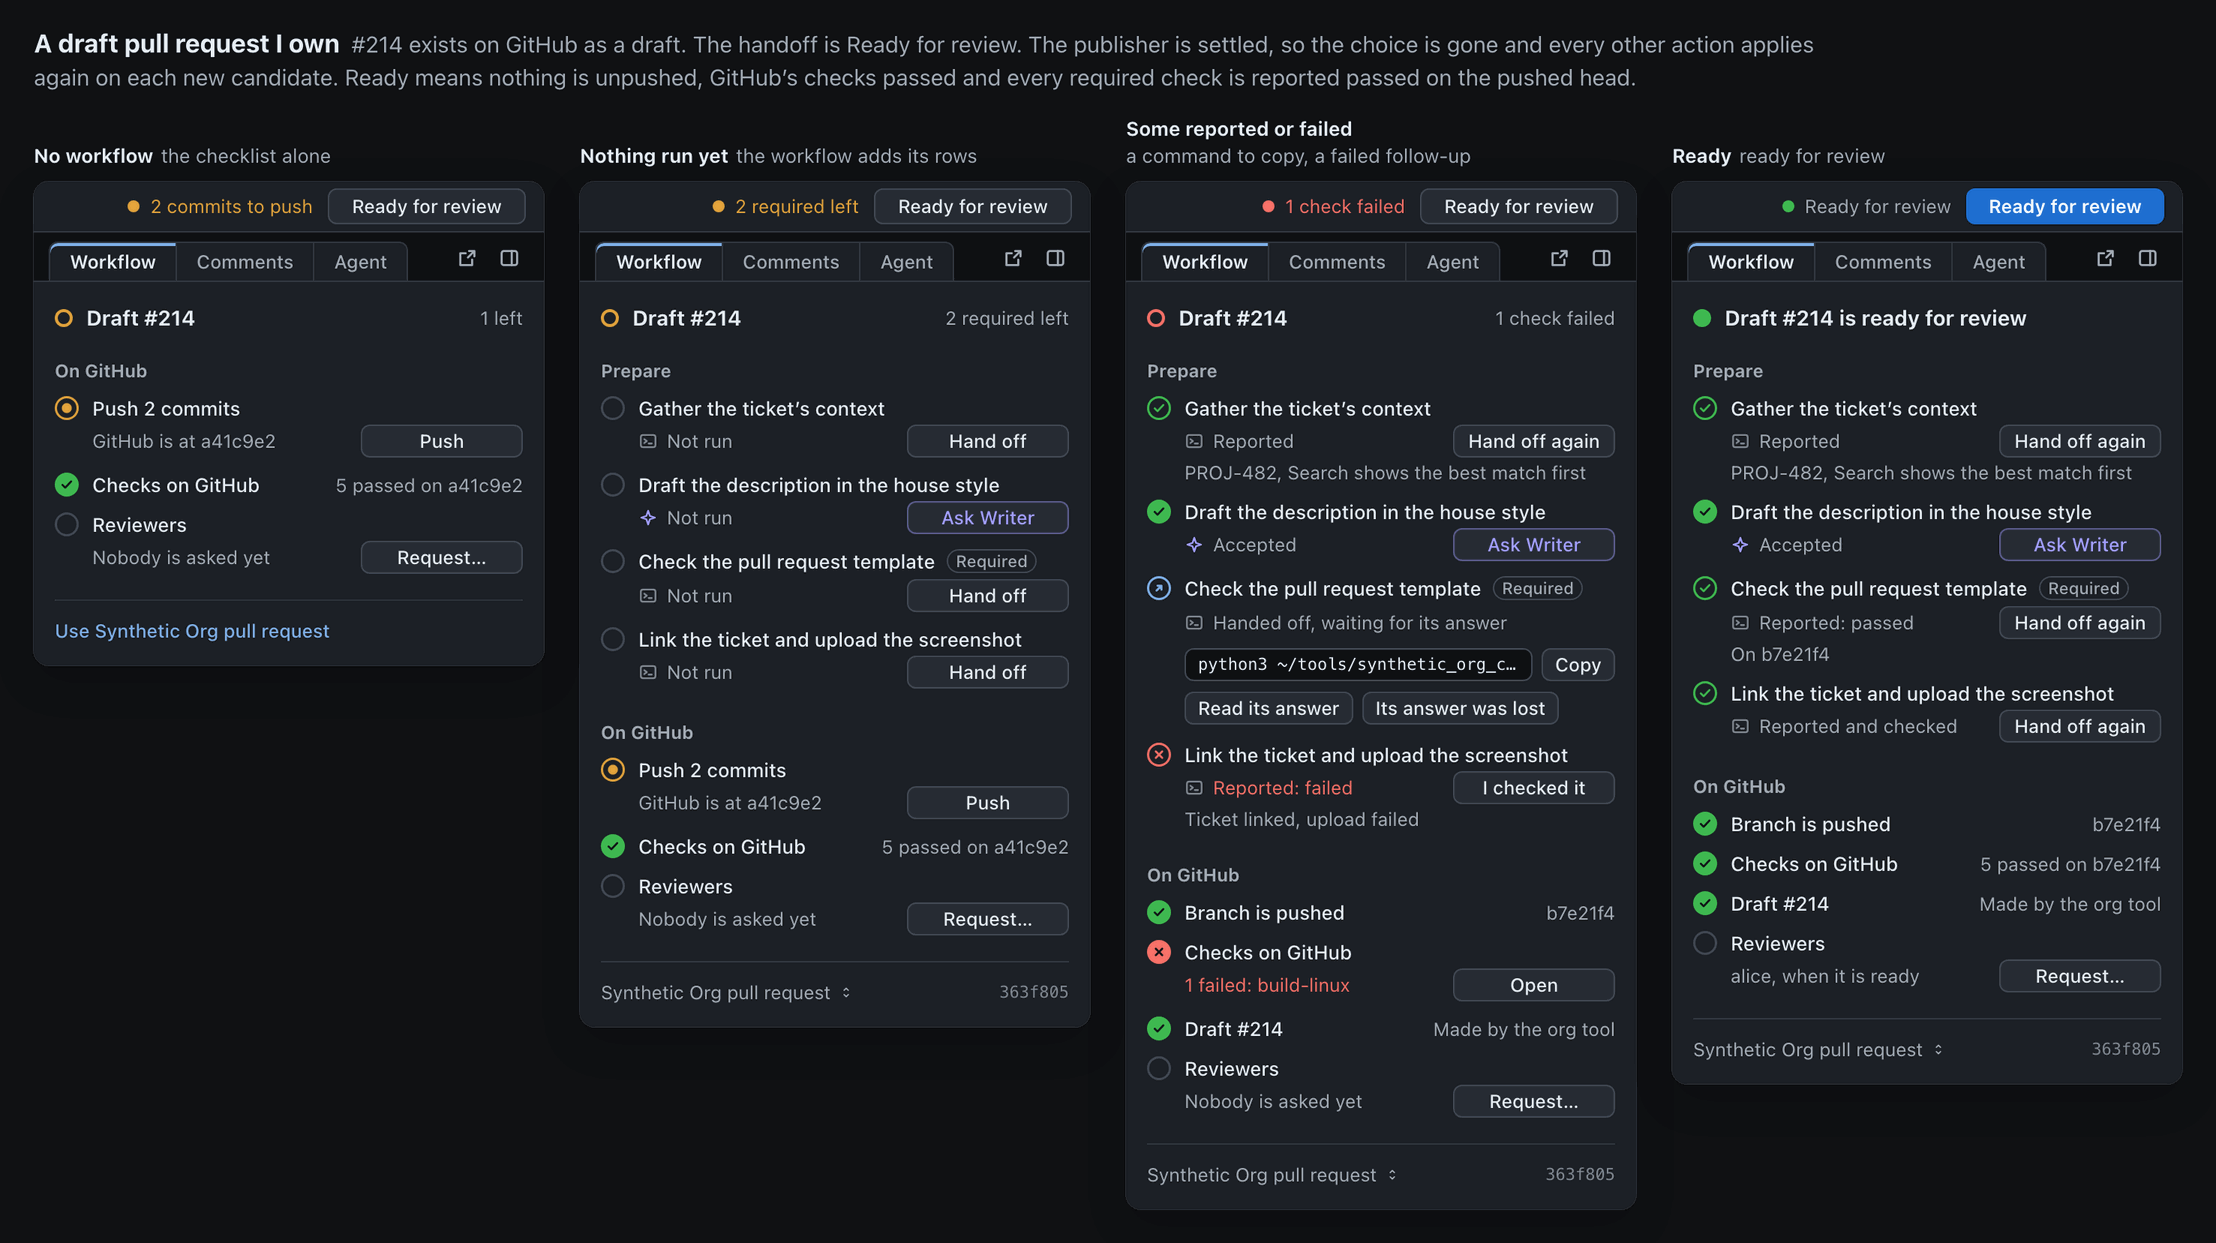 A draft pull request I own #214 exists on GitHub as a draft. The handoff is Ready for review. The publisher is settled, so the choice is gone and every other action applies
again on each new candidate. Ready means nothing is unpushed, GitHub’s checks passed and every required check is reported passed on the pushed head.
No workflow the checklist alone
2 commits to push Ready for review
Workflow Comments Agent
Draft #214 1 left
On GitHub
Push 2 commits
GitHub is at a41c9e2 Push
Checks on GitHub 5 passed on a41c9e2
Reviewers
Nobody is asked yet Request...
Use Synthetic Org pull request
Nothing run yet the workflow adds its rows
2 required left Ready for review
Workflow Comments Agent
Draft #214 2 required left
Prepare
Gather the ticket’s context
Not run Hand off
Draft the description in the house style
Not run Ask Writer
Check the pull request template Required
Not run Hand off
Link the ticket and upload the screenshot
Not run Hand off
On GitHub
Push 2 commits
GitHub is at a41c9e2 Push
Checks on GitHub 5 passed on a41c9e2
Reviewers
Nobody is asked yet Request...
Synthetic Org pull request 363f805
Some reported or failed
a command to copy, a failed follow-up
1 check failed Ready for review
Workflow Comments Agent
Draft #214 1 check failed
Prepare
Gather the ticket’s context
Reported Hand off again
PROJ-482, Search shows the best match first
Draft the description in the house style
Accepted Ask Writer
Check the pull request template Required
Handed off, waiting for its answer
python3 ~/tools/synthetic_org_c… Copy
Read its answer Its answer was lost
Link the ticket and upload the screenshot
Reported: failed I checked it
Ticket linked, upload failed
On GitHub
Branch is pushed b7e21f4
Checks on GitHub
1 failed: build-linux Open
Draft #214 Made by the org tool
Reviewers
Nobody is asked yet Request...
Synthetic Org pull request 363f805
Ready ready for review
Ready for review Ready for review
Workflow Comments Agent
Draft #214 is ready for review
Prepare
Gather the ticket’s context
Reported Hand off again
PROJ-482, Search shows the best match first
Draft the description in the house style
Accepted Ask Writer
Check the pull request template Required
Reported: passed Hand off again
On b7e21f4
Link the ticket and upload the screenshot
Reported and checked Hand off again
On GitHub
Branch is pushed b7e21f4
Checks on GitHub 5 passed on b7e21f4
Draft #214 Made by the org tool
Reviewers
alice, when it is ready Request...
Synthetic Org pull request 363f805